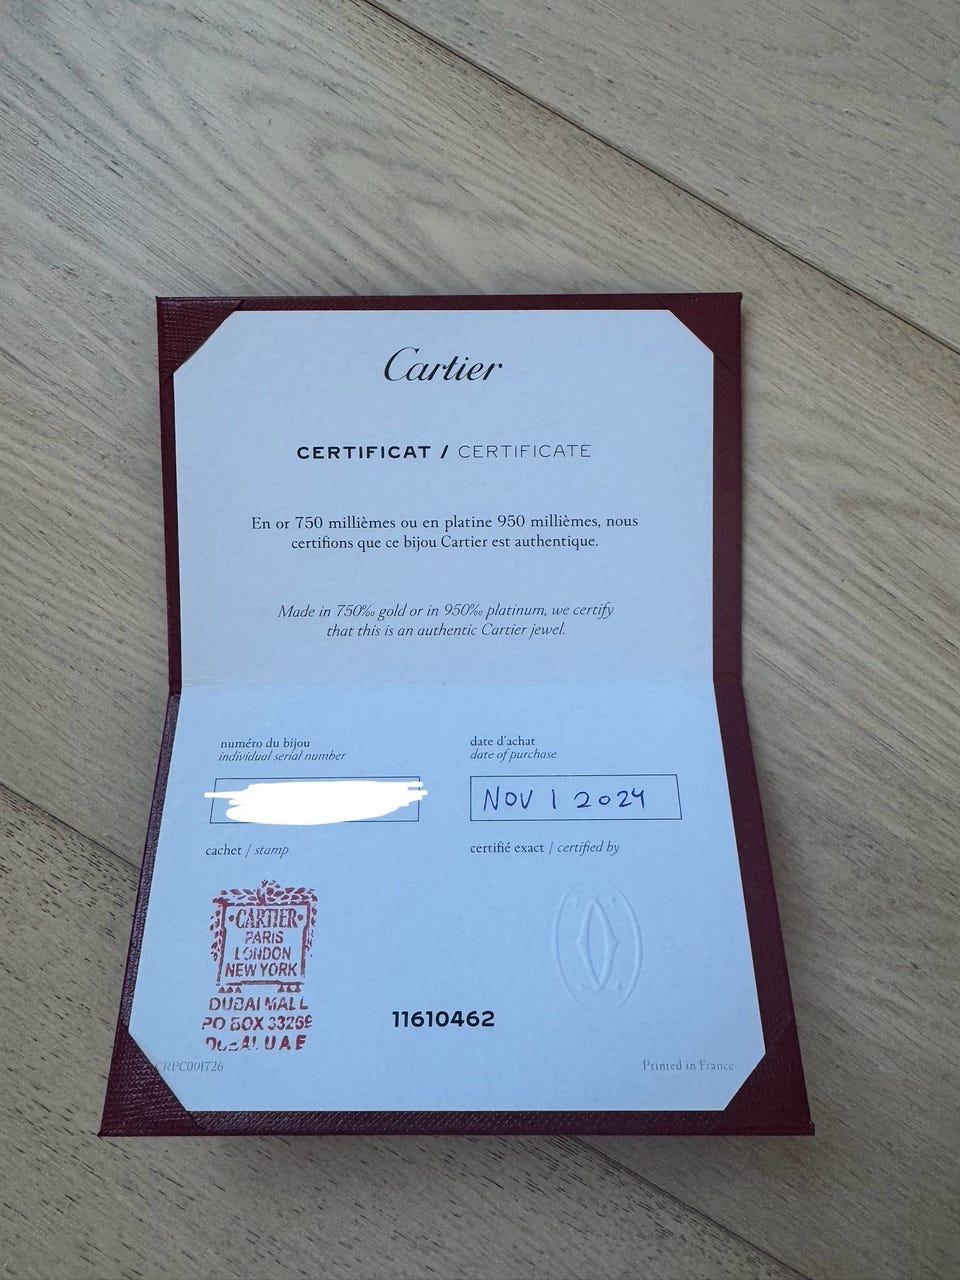 Cartier
CERTIFICAT / CERTIFICATE
En or 750 millièmes ou en platine 950 millièmes, nous
certifions que ce bijou Cartier est authentique.
Made in 750‰ gold or in 950‰ platinum, we certify
that this is an authentic Cartier jewel.
numéro du bijou
individual serial number
date d'achat
date of purchase
NOV 1 2024
cachet / stamp
certifié exact / certified by
CARTIER
PARIS
LONDON
NEW YORK
DUBAI MALL
PO BOX 33269
DUBAI U A E
11610462
CRPC001726
Printed in France